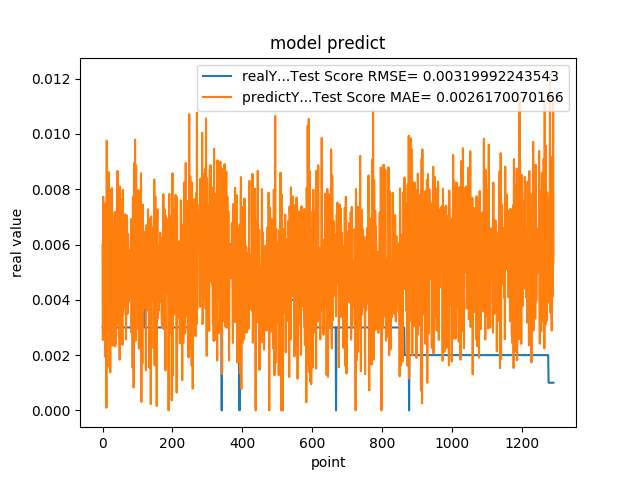 model predict
realY...Test Score RMSE= 0.00319992243543
predictY...Test Score MAE= 0.0026170070166
real value
0.012
0.010
0.008
0.006
0.004
0.002
0.000
0 200 400 600 800 1000 1200
point